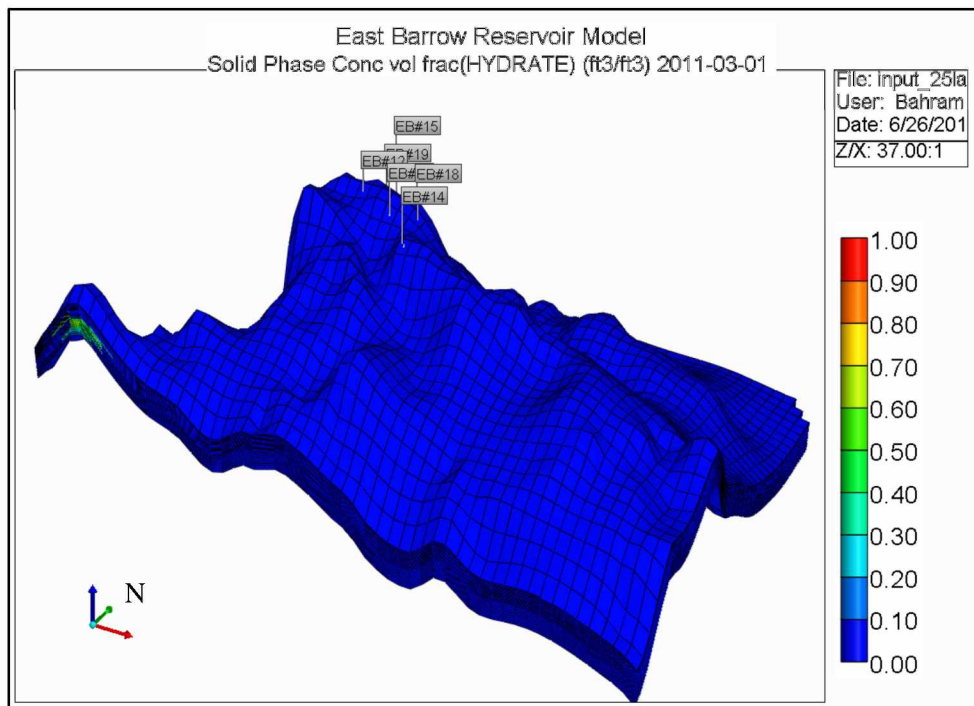 East Barrow Reservoir Model
Solid Phase Conc vol frac(HYDRATE) (ft3/ft3) 2011-03-01
File: input_25la
User: Bahram
Date: 6/26/201
Z/X: 37.00:1
EB#15
EB#19
EB#12
EB#
EB#18
EB#14
1.00
0.90
0.80
0.70
0.60
0.50
0.40
0.30
0.20
0.10
0.00
N